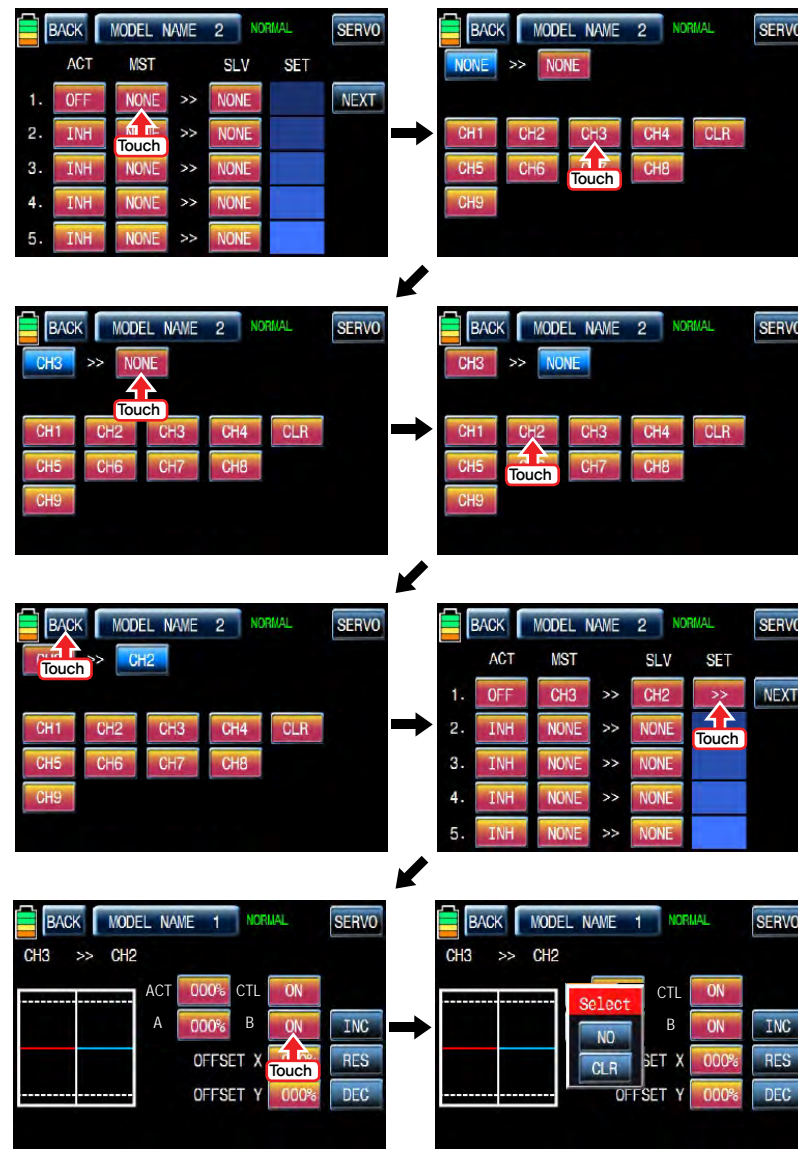 BACK MODEL NAME 2 NORMAL SERVO
ACT MST SLV SET
1. OFF NONE >> NONE NEXT
2. INH >> NONE
Touch
3. INH NONE >> NONE
4. INH NONE >> NONE
5. INH NONE >> NONE
BACK MODEL NAME 2 NORMAL SERVO
NONE >> NONE
CH1 CH2 CH3 CH4 CLR
CH5 CH6 CH8
Touch
CH9
BACK MODEL NAME 2 NORMAL SERVO
CH3 >> NONE
Touch
CH1 CH2 CH3 CH4 CLR
CH5 CH6 CH7 CH8
CH9
BACK MODEL NAME 2 NORMAL SERVO
CH3 >> NONE
CH1 CH2 CH3 CH4 CLR
CH5 CH7 CH8
Touch
CH9
BACK MODEL NAME 2 NORMAL SERVO
>> CH2
Touch
CH1 CH2 CH3 CH4 CLR
CH5 CH6 CH7 CH8
CH9
BACK MODEL NAME 2 NORMAL SERVO
ACT MST SLV SET
1. OFF CH3 >> CH2 >> NEXT
2. INH NONE >> NONE
Touch
3. INH NONE >> NONE
4. INH NONE >> NONE
5. INH NONE >> NONE
BACK MODEL NAME 1 NORMAL SERVO
CH3 >> CH2
ACT 000% CTL ON
A 000% B ON INC
OFFSET X RES
Touch
OFFSET Y 000% DEC
BACK MODEL NAME 1 NORMAL SERVO
CH3 >> CH2
CTL ON
Select
B ON INC
NO
SET X 000% RES
CLR
OFFSET Y 000% DEC